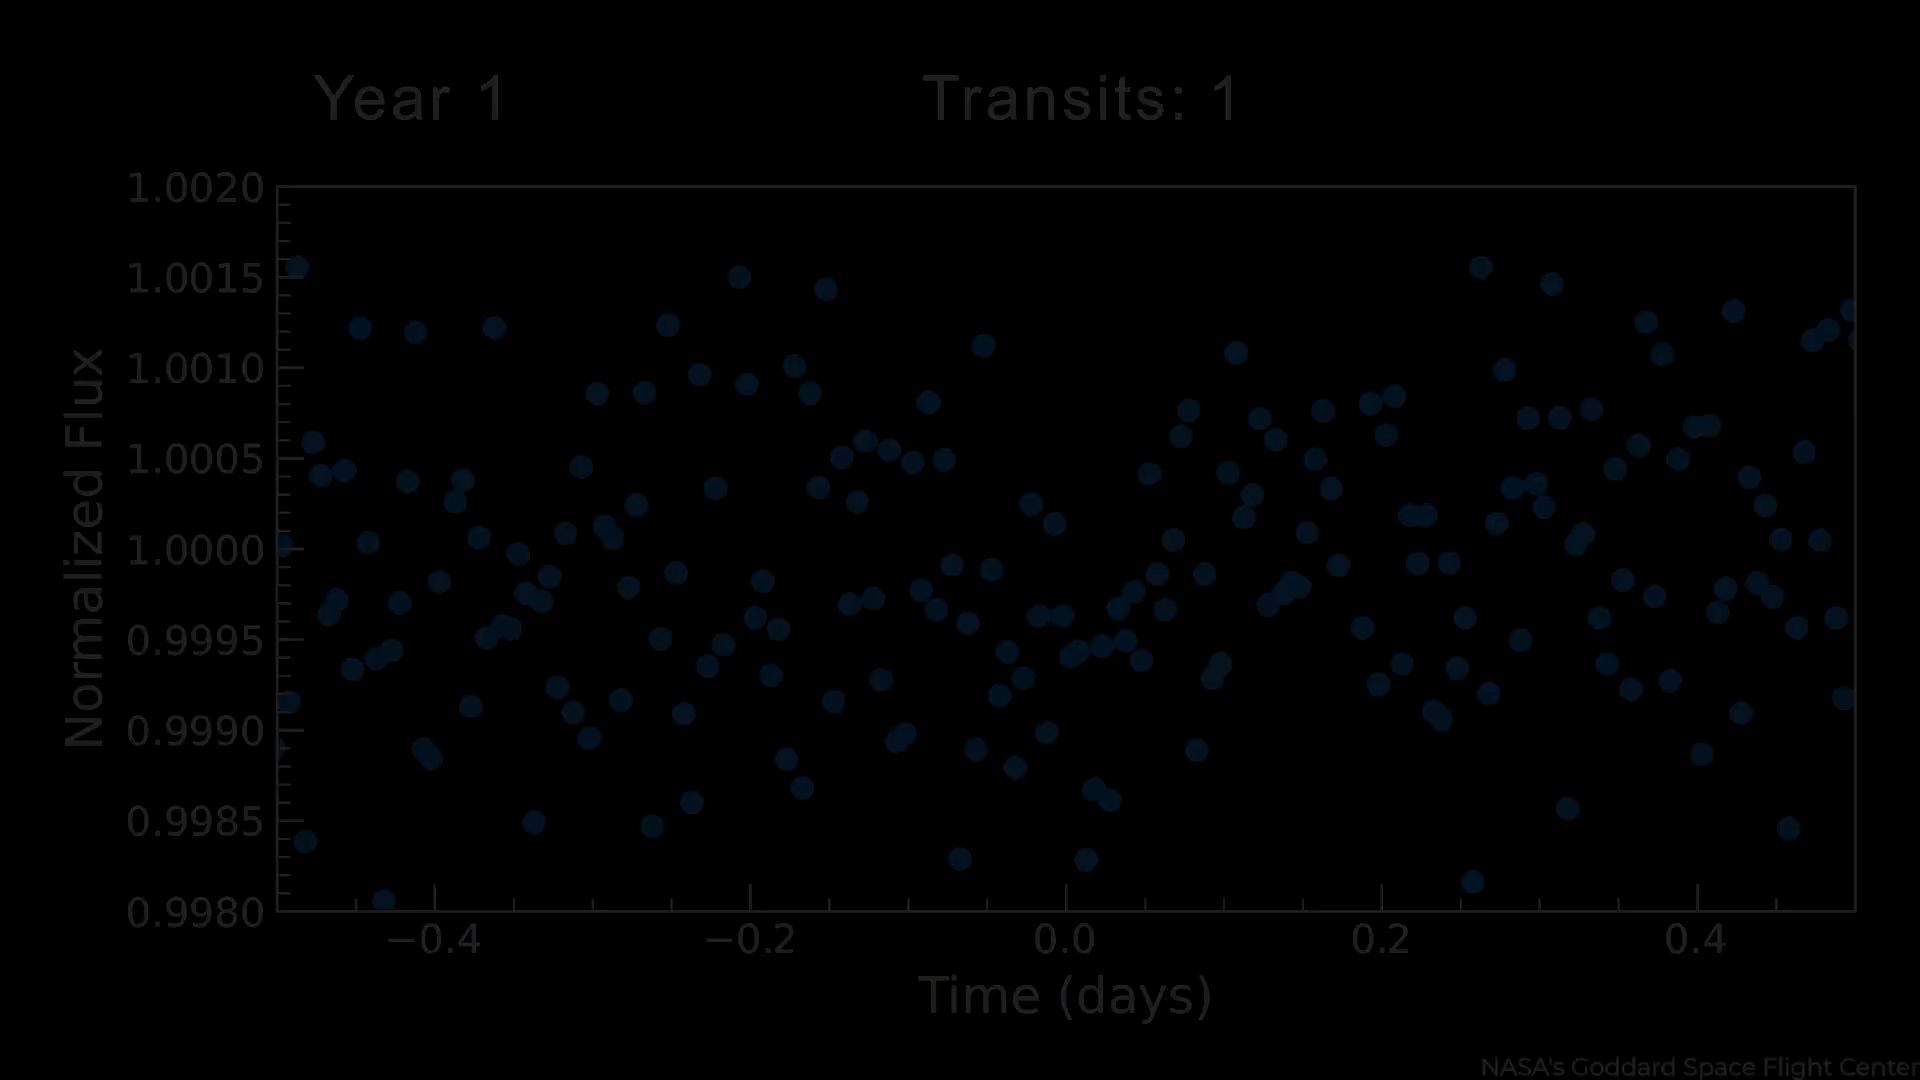 Year 1
Transits: 1
1.0020
1.0015
1.0010
1.0005
1.0000
0.9995
0.9990
0.9985
0.9980
Normalized Flux
−0.4
−0.2
0.0
0.2
0.4
Time (days)
NASA's Goddard Space Flight Center